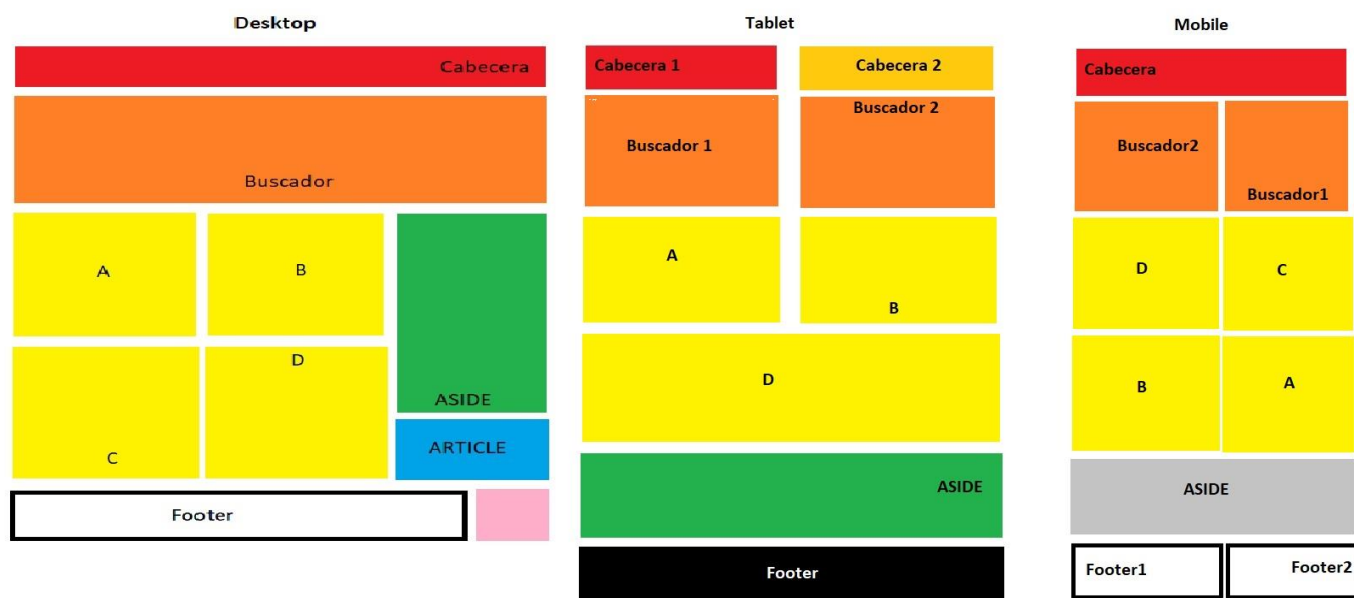 Desktop
Cabecera
Buscador
A
B
D
ASIDE
C
ARTICLE
Footer
Tablet
Cabecera 1
Cabecera 2
Buscador 1
Buscador 2
A
B
D
ASIDE
Footer
Mobile
Cabecera
Buscador2
Buscador1
D
C
B
A
ASIDE
Footer1
Footer2